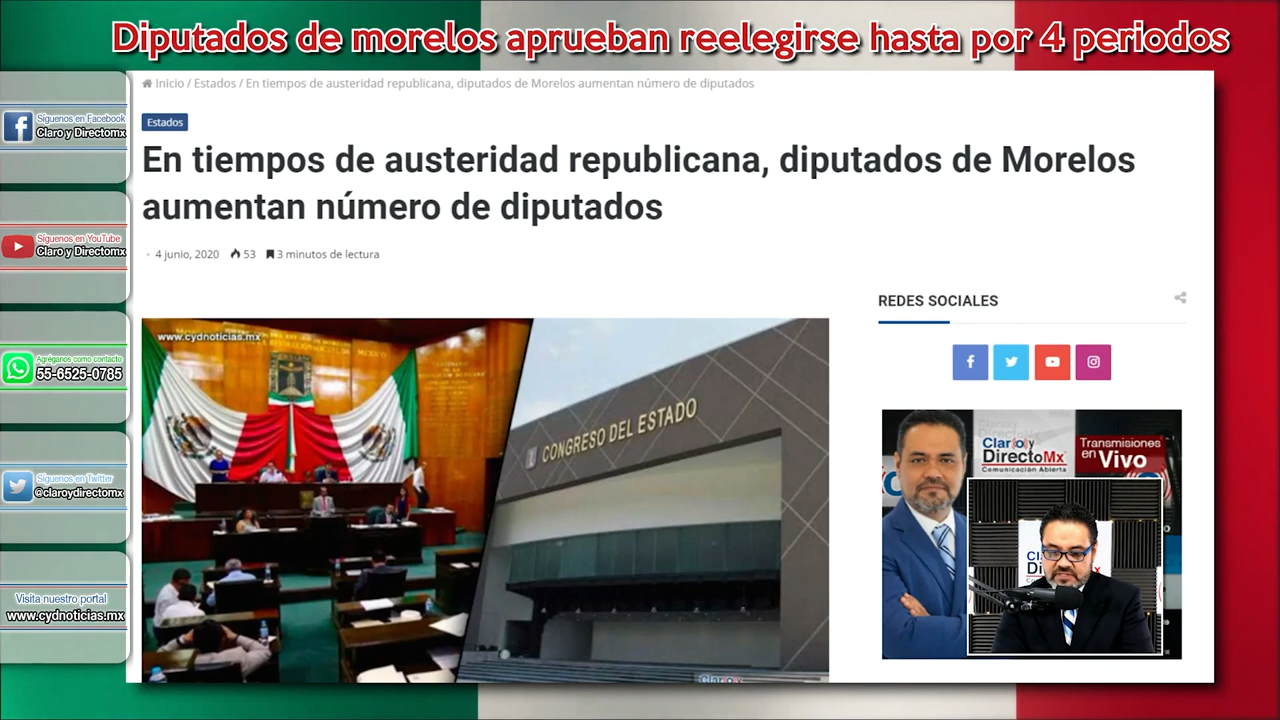 Diputados de morelos aprueban reelegirse hasta por 4 periodos
Inicio / Estados / En tiempos de austeridad republicana, diputados de Morelos aumentan número de diputados
Estados
En tiempos de austeridad republicana, diputados de Morelos
aumentan número de diputados
4 junio, 2020 53 3 minutos de lectura
Síguenos en Facebook
Claro y Directomx
Síguenos en YouTube
Claro y Directomx
Agréganos como contacto
55-6525-0785
Síguenos en Twitter
@claroydirectomx
Visita nuestro portal
www.cydnoticias.mx
www.cydnoticias.mx
CONGRESO DEL ESTADO
REDES SOCIALES
Claro y
DirectoMx
Comunicación Abierta
Transmisiones
en Vivo